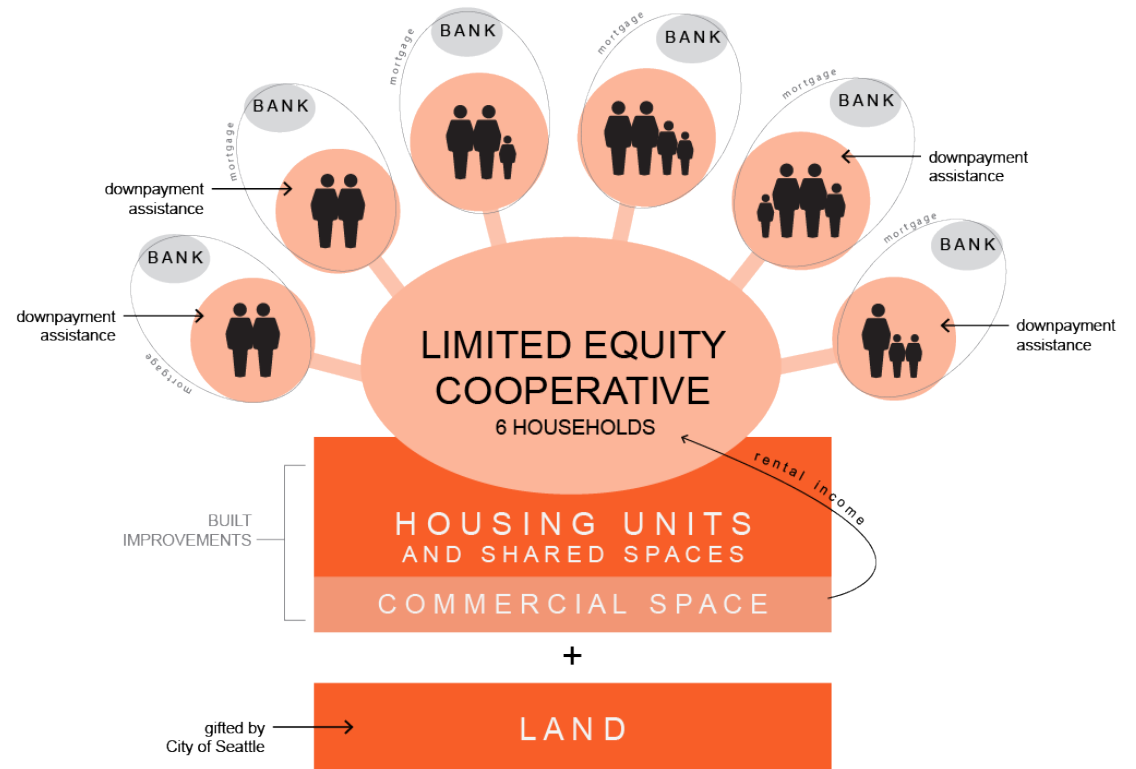 BANK
mortgage
BANK
mortgage
BANK
mortgage
BANK
mortgage
downpayment
assistance
BANK
mortgage
downpayment
assistance
BANK
mortgage
downpayment
assistance
downpayment
assistance
LIMITED EQUITY
COOPERATIVE
6 HOUSEHOLDS
rental income
BUILT
IMPROVEMENTS
HOUSING UNITS
AND SHARED SPACES
COMMERCIAL SPACE
+
gifted by
City of Seattle
LAND